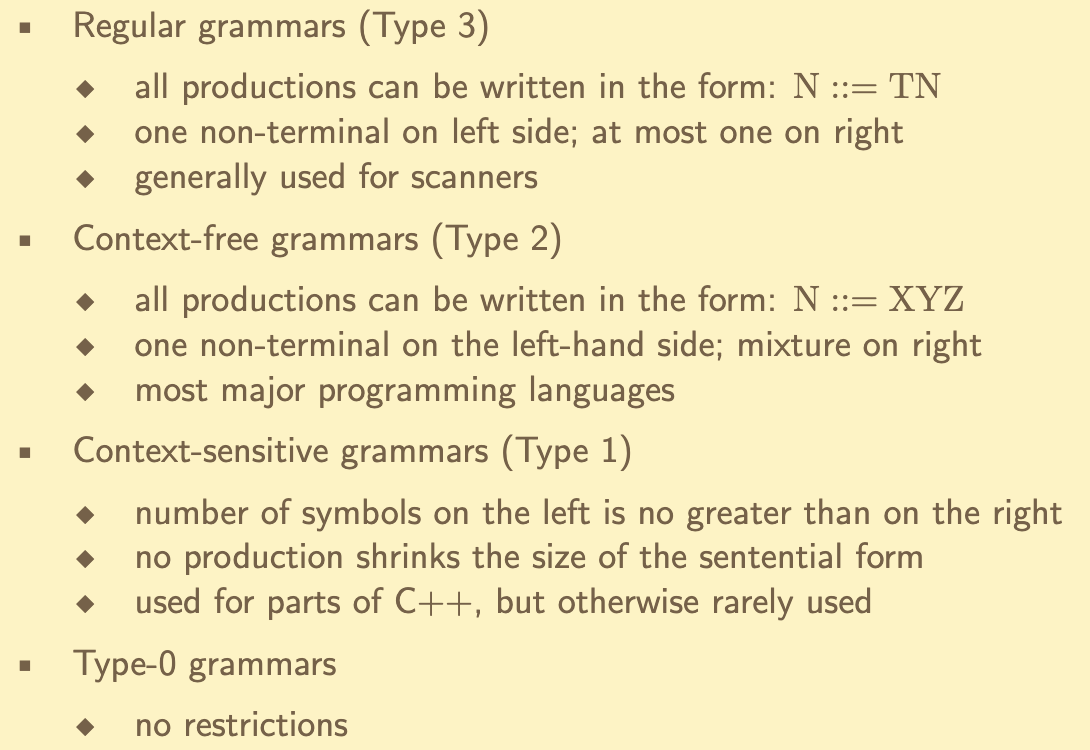 ▪ Regular grammars (Type 3)
◆ all productions can be written in the form: N ::= TN
◆ one non-terminal on left side; at most one on right
◆ generally used for scanners
▪ Context-free grammars (Type 2)
◆ all productions can be written in the form: N ::= XYZ
◆ one non-terminal on the left-hand side; mixture on right
◆ most major programming languages
▪ Context-sensitive grammars (Type 1)
◆ number of symbols on the left is no greater than on the right
◆ no production shrinks the size of the sentential form
◆ used for parts of C++, but otherwise rarely used
▪ Type-0 grammars
◆ no restrictions